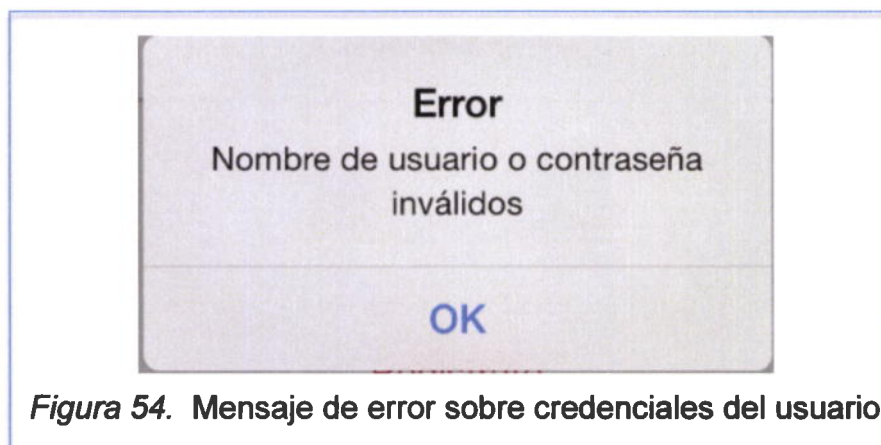 Error
Nombre de usuario o contraseña
inválidos
OK
Figura 54. Mensaje de error sobre credenciales del usuario